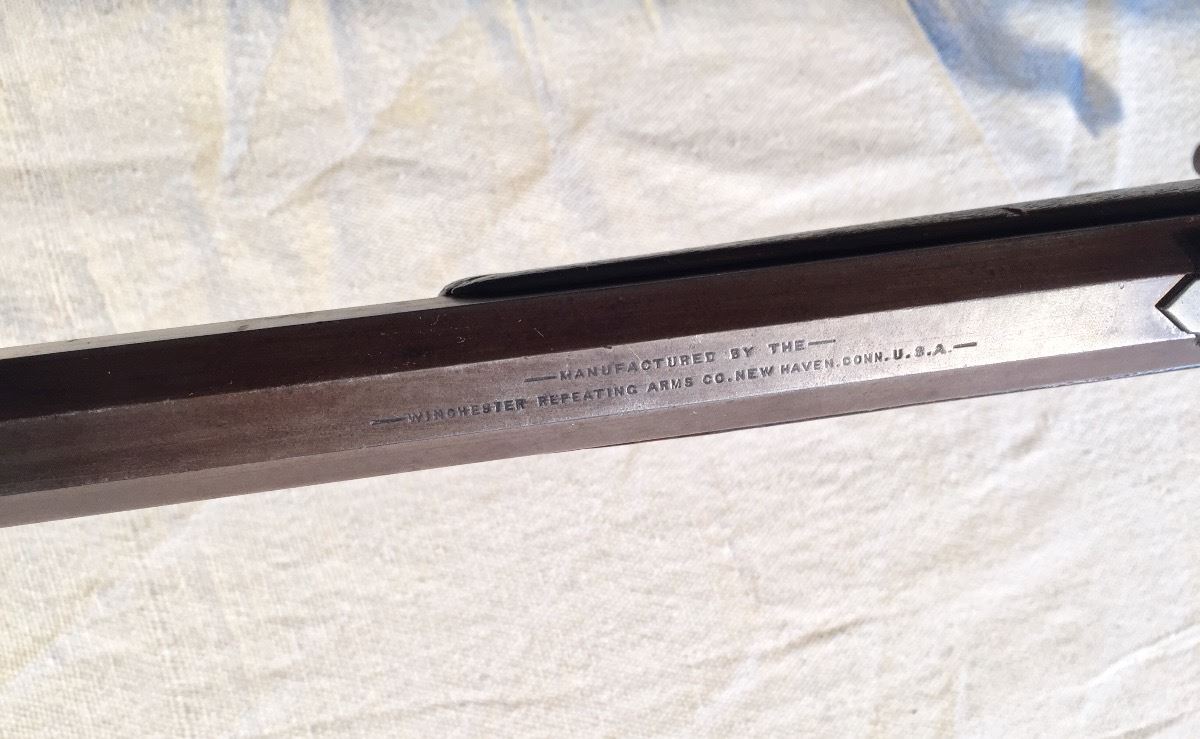 —MANUFACTURED BY THE—
—WINCHESTER REPEATING ARMS CO. NEW HAVEN. CONN. U.S.A.—